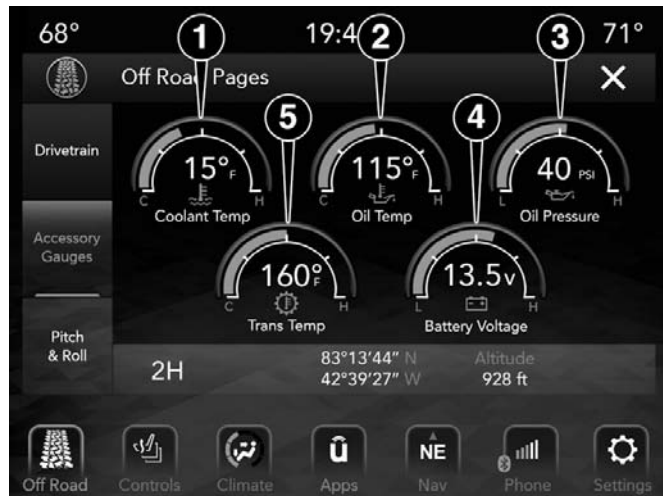 68°
1
19:4
2
3
71°
Off Road Pages
5
4
Drivetrain
15°F
115°F
40 PSI
C
H
C
H
L
H
Coolant Temp
Oil Temp
Oil Pressure
Accessory
Gauges
160°F
13.5v
C
H
L
H
Trans Temp
Battery Voltage
Pitch
& Roll
2H
83°13'44" N
42°39'27" W
Altitude
928 ft
û
NE
Off Road
Controls
Climate
Apps
Nav
Phone
Settings